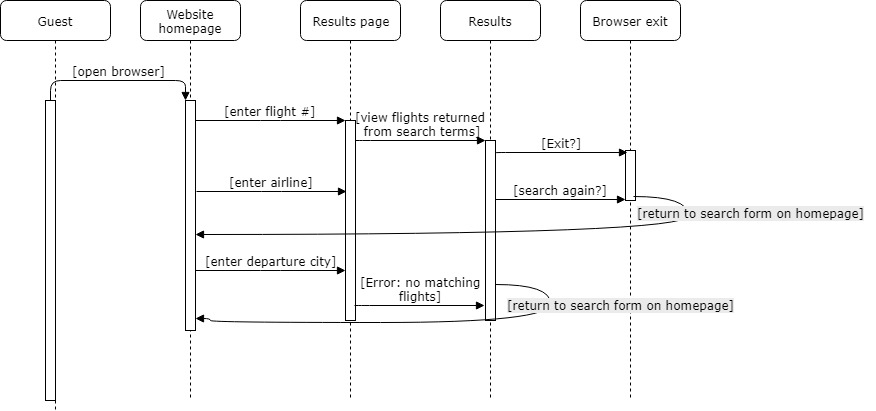 Guest
Website
homepage
Results page
Results
Browser exit
[open browser]
[enter flight #]
[view flights returned
from search terms]
[Exit?]
[enter airline]
[search again?]
[return to search form on homepage]
[enter departure city]
[Error: no matching
flights]
[return to search form on homepage]